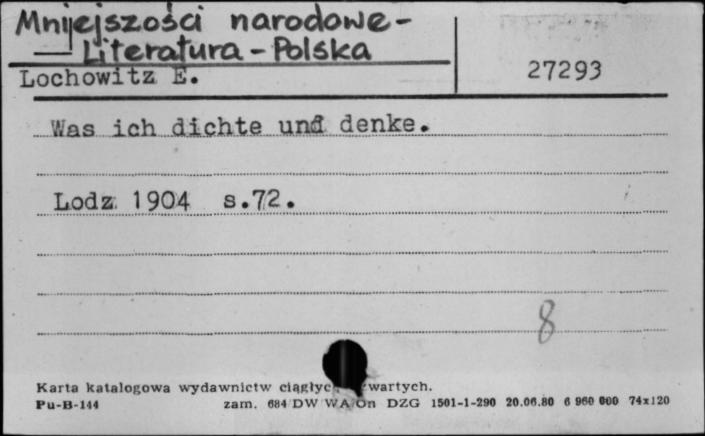 Mniejszości narodowe-
— Literatura - Polska
Lochowitz E.
27293
Was ich dichte und denke.
Lodz 1904 s.72.
8
Karta katalogowa wydawnictw ciągłyc wartych.
Pu-B-144 zam. 684/DW WA/On DZG 1501-1-290 20.06.80 6 960 000 74x120